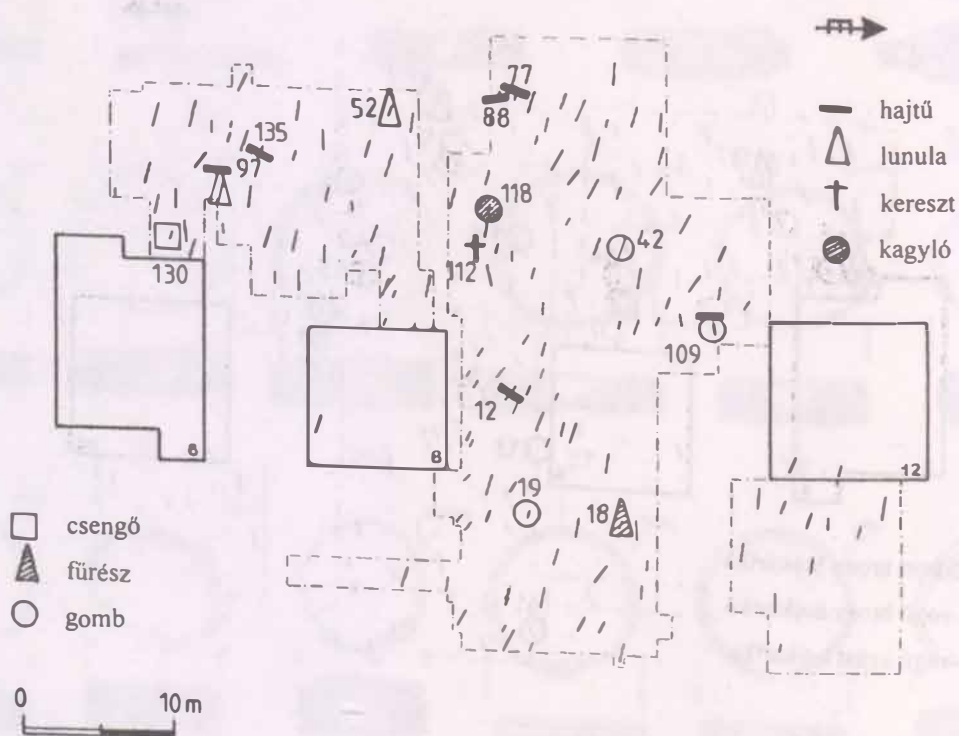 77
88
52
135
97
118
112
42
130
109
12
19
18
6
8
12
hajtű
lunula
kereszt
kagyló
csengő
fűrész
gomb
0 10 m